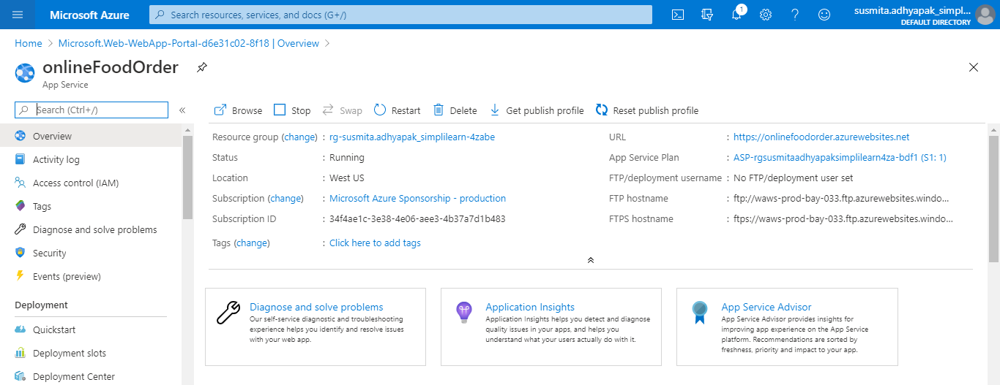 Microsoft Azure
Search resources, services, and docs (G+/)
1
susmita.adhyapak_simpl...
DEFAULT DIRECTORY
Home > Microsoft.Web-WebApp-Portal-d6e31c02-8f18 | Overview >
onlineFoodOrder
App Service
Search (Ctrl+/)
«
Overview
Activity log
Access control (IAM)
Tags
Diagnose and solve problems
Security
Events (preview)
Deployment
Quickstart
Deployment slots
Deployment Center
Browse Stop Swap Restart Delete Get publish profile Reset publish profile
Resource group (change) : rg-susmita.adhyapak_simplilearn-4zabe
Status : Running
Location : West US
Subscription (change) : Microsoft Azure Sponsorship - production
Subscription ID : 34f4ae1c-3e38-4e06-aee3-4b37a7d1b483
Tags (change) : Click here to add tags
URL : https://onlinefoodorder.azurewebsites.net
App Service Plan : ASP-rgsusmitaadhyapaksimplilearn4za-bdf1 (S1: 1)
FTP/deployment username : No FTP/deployment user set
FTP hostname : ftp://waws-prod-bay-033.ftp.azurewebsites.windo...
FTPS hostname : ftps://waws-prod-bay-033.ftp.azurewebsites.windo...
Diagnose and solve problems
Our self-service diagnostic and troubleshooting
experience helps you identify and resolve issues
with your web app.
Application Insights
Application Insights helps you detect and diagnose
quality issues in your apps, and helps you
understand what your users actually do with it.
App Service Advisor
App Service Advisor provides insights for
improving app experience on the App Service
platform. Recommendations are sorted by
freshness, priority and impact to your app.